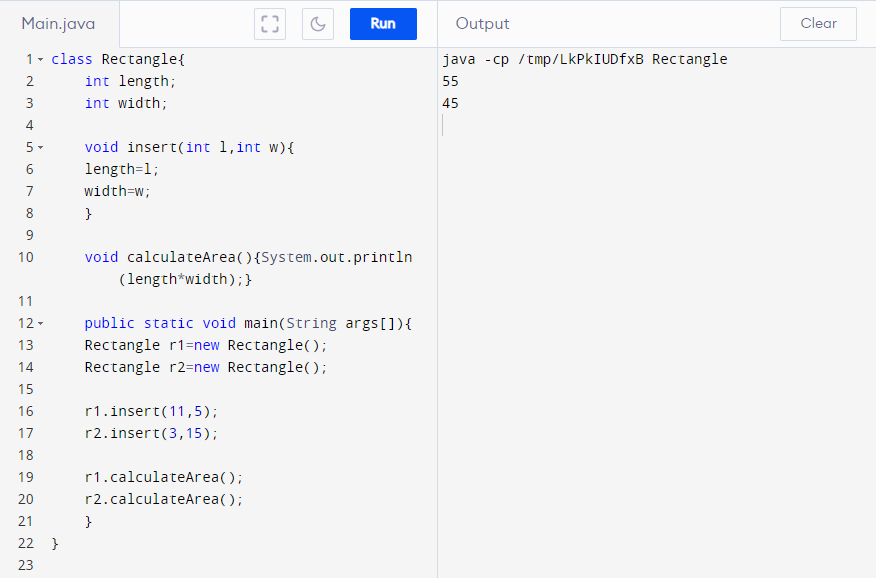 Main.java
Run
Output
Clear
1 class Rectangle{
2 int length;
3 int width;
4
5 void insert(int l,int w){
6 length=l;
7 width=w;
8 }
9
10 void calculateArea(){System.out.println
(length*width);}
11
12 public static void main(String args[]){
13 Rectangle r1=new Rectangle();
14 Rectangle r2=new Rectangle();
15
16 r1.insert(11,5);
17 r2.insert(3,15);
18
19 r1.calculateArea();
20 r2.calculateArea();
21 }
22 }
23
java -cp /tmp/LkPkIUDfxB Rectangle
55
45